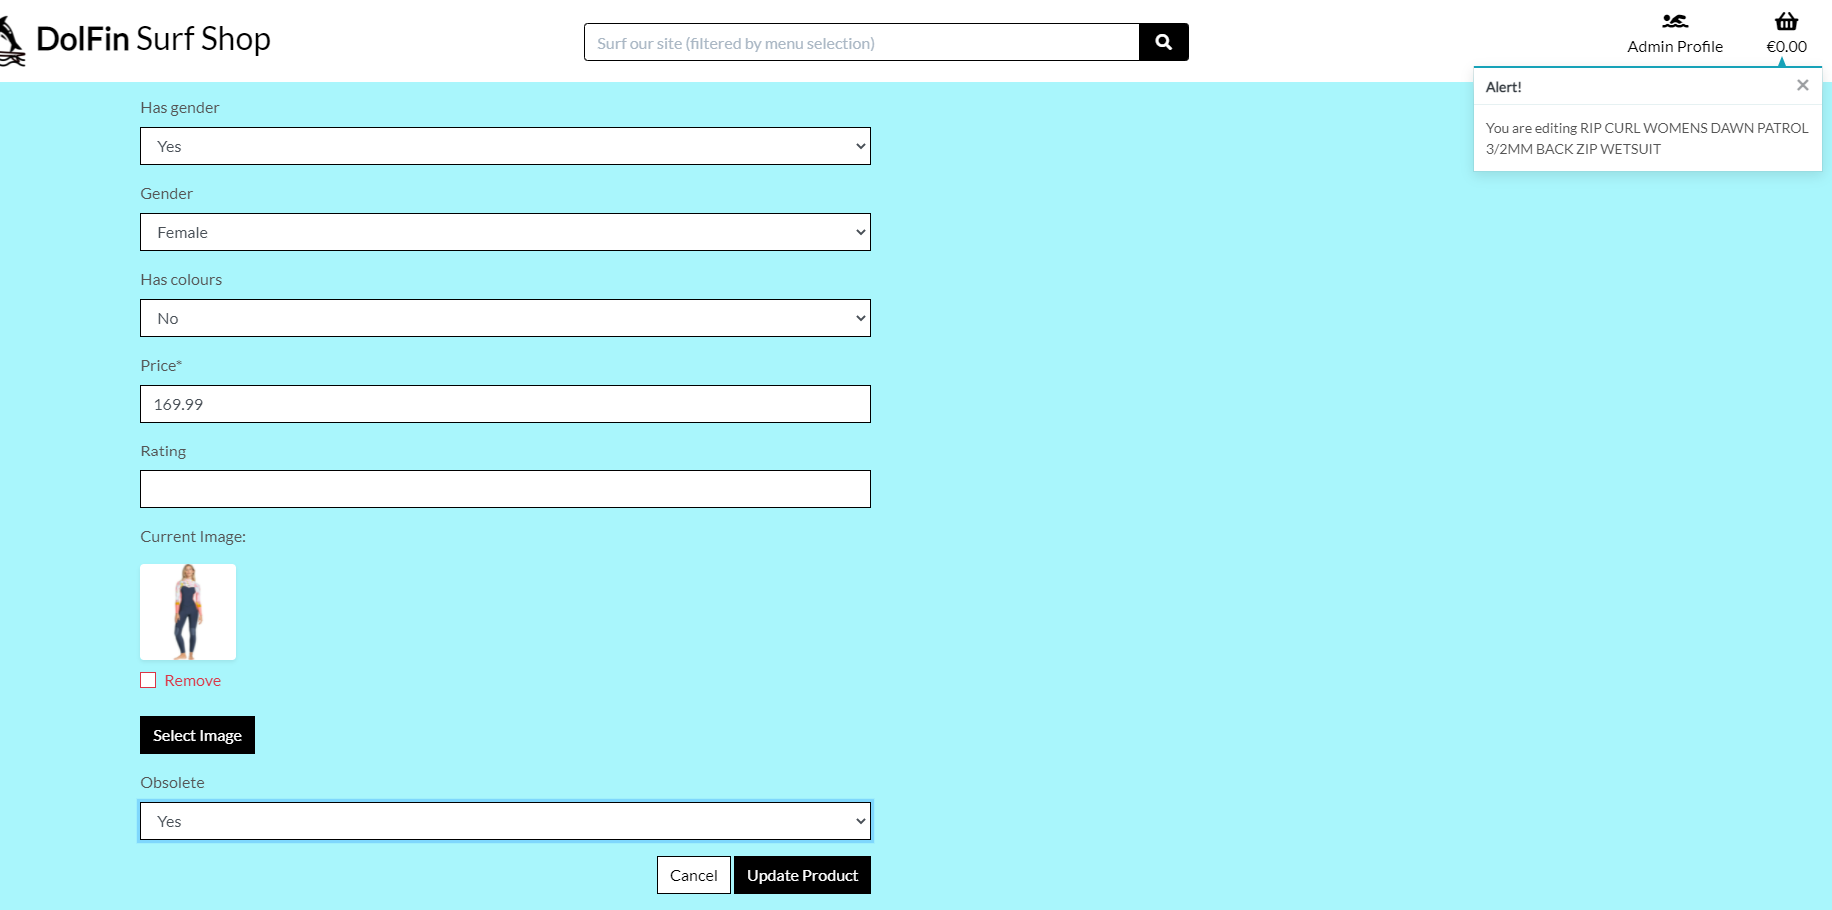 DolFin Surf Shop
Surf our site (filtered by menu selection)
Admin Profile
€0.00
Alert!
You are editing RIP CURL WOMENS DAWN PATROL
3/2MM BACK ZIP WETSUIT
Has gender
Yes
Gender
Female
Has colours
No
Price*
169.99
Rating
Current Image:
Remove
Select Image
Obsolete
Yes
Cancel
Update Product